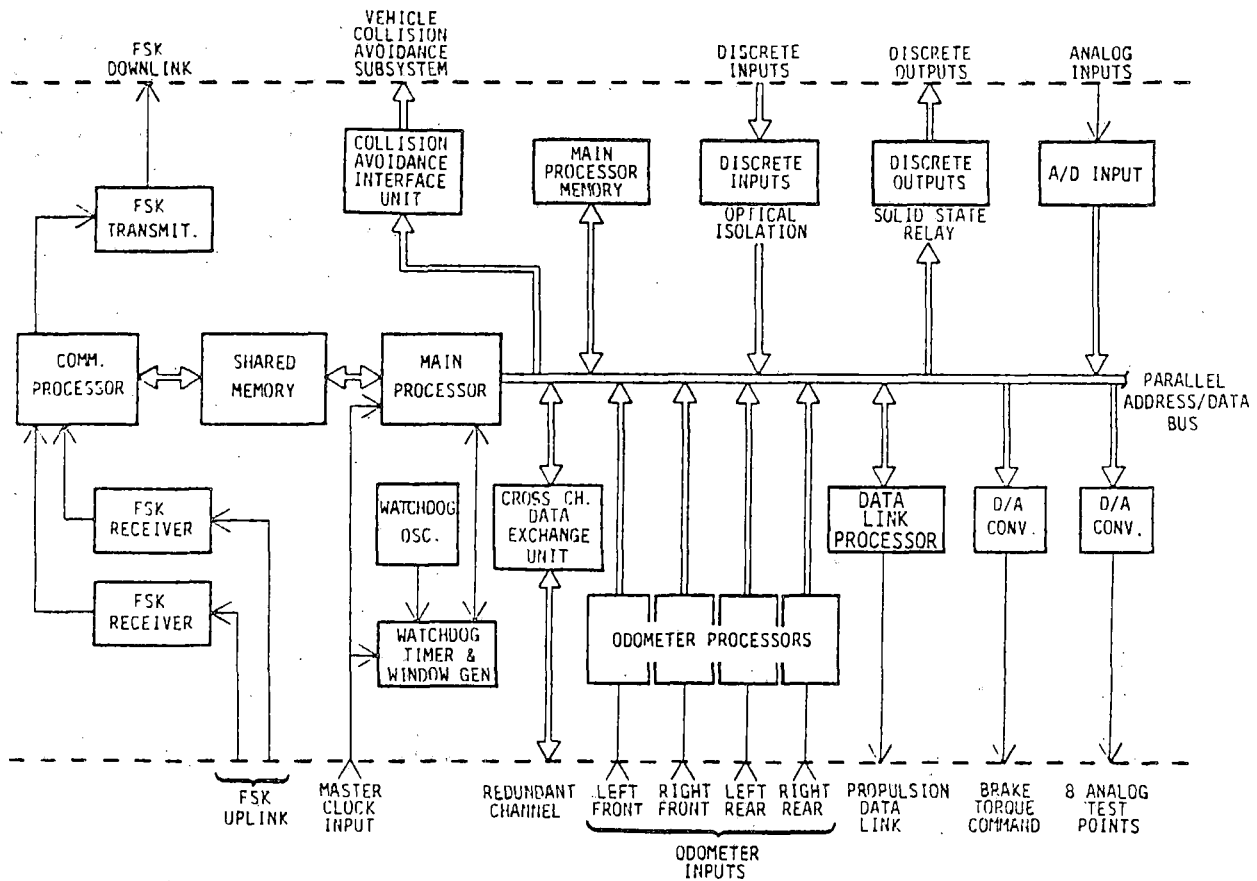 FSK
DOWNLINK
VEHICLE
COLLISION
AVOIDANCE
SUBSYSTEM
DISCRETE
INPUTS
DISCRETE
OUTPUTS
ANALOG
INPUTS
COLLISION
AVOIDANCE
INTERFACE
UNIT
MAIN
PROCESSOR
MEMORY
DISCRETE
INPUTS
OPTICAL
ISOLATION
DISCRETE
OUTPUTS
SOLID STATE
RELAY
A/D INPUT
FSK
TRANSMIT.
COMM.
PROCESSOR
SHARED
MEMORY
MAIN
PROCESSOR
PARALLEL
ADDRESS/DATA
BUS
FSK
RECEIVER
WATCHDOG
OSC.
CROSS CH.
DATA
EXCHANGE
UNIT
DATA
LINK
PROCESSOR
D/A
CONV.
D/A
CONV.
FSK
RECEIVER
WATCHDOG
TIMER &
WINDOW GEN
ODOMETER PROCESSORS
FSK
UPLINK
MASTER
CLOCK
INPUT
REDUNDANT
CHANNEL
LEFT
FRONT
RIGHT
FRONT
LEFT
REAR
RIGHT
REAR
PROPULSION
DATA
LINK
BRAKE
TORQUE
COMMAND
8 ANALOG
TEST
POINTS
ODOMETER
INPUTS